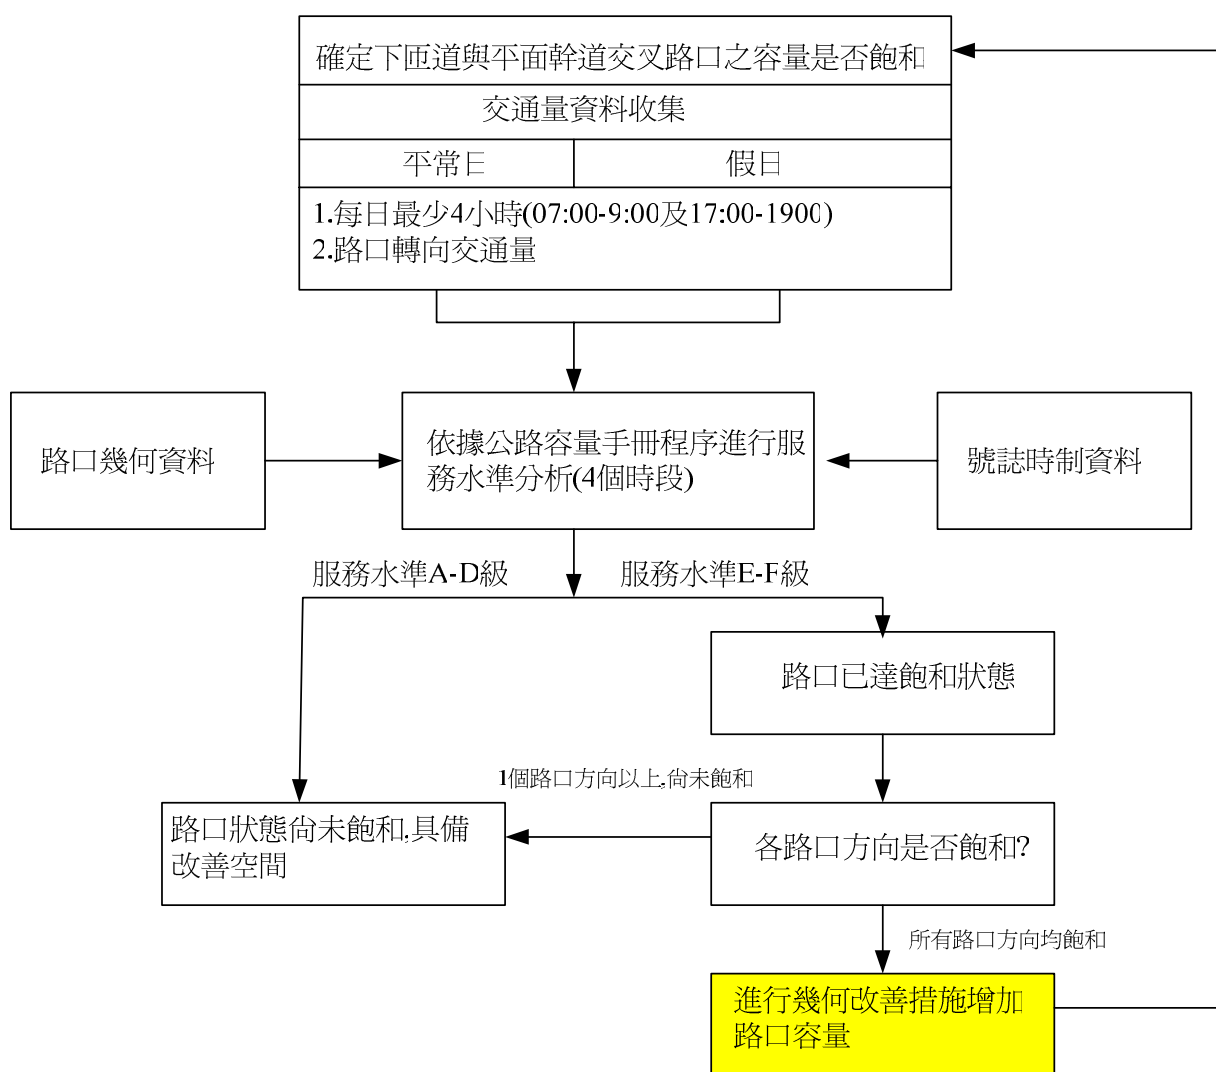 確定下匝道與平面幹道交叉路口之容量是否飽和
交通量資料收集
平常日
假日
1.每日最少4小時(07:00-9:00及17:00-1900)
2.路口轉向交通量
路口幾何資料
依據公路容量手冊程序進行服
務水準分析(4個時段)
號誌時制資料
服務水準A-D級
服務水準E-F級
路口已達飽和狀態
1個路口方向以上,尚未飽和
路口狀態尚未飽和,具備
改善空間
各路口方向是否飽和?
所有路口方向均飽和
進行幾何改善措施增加
路口容量